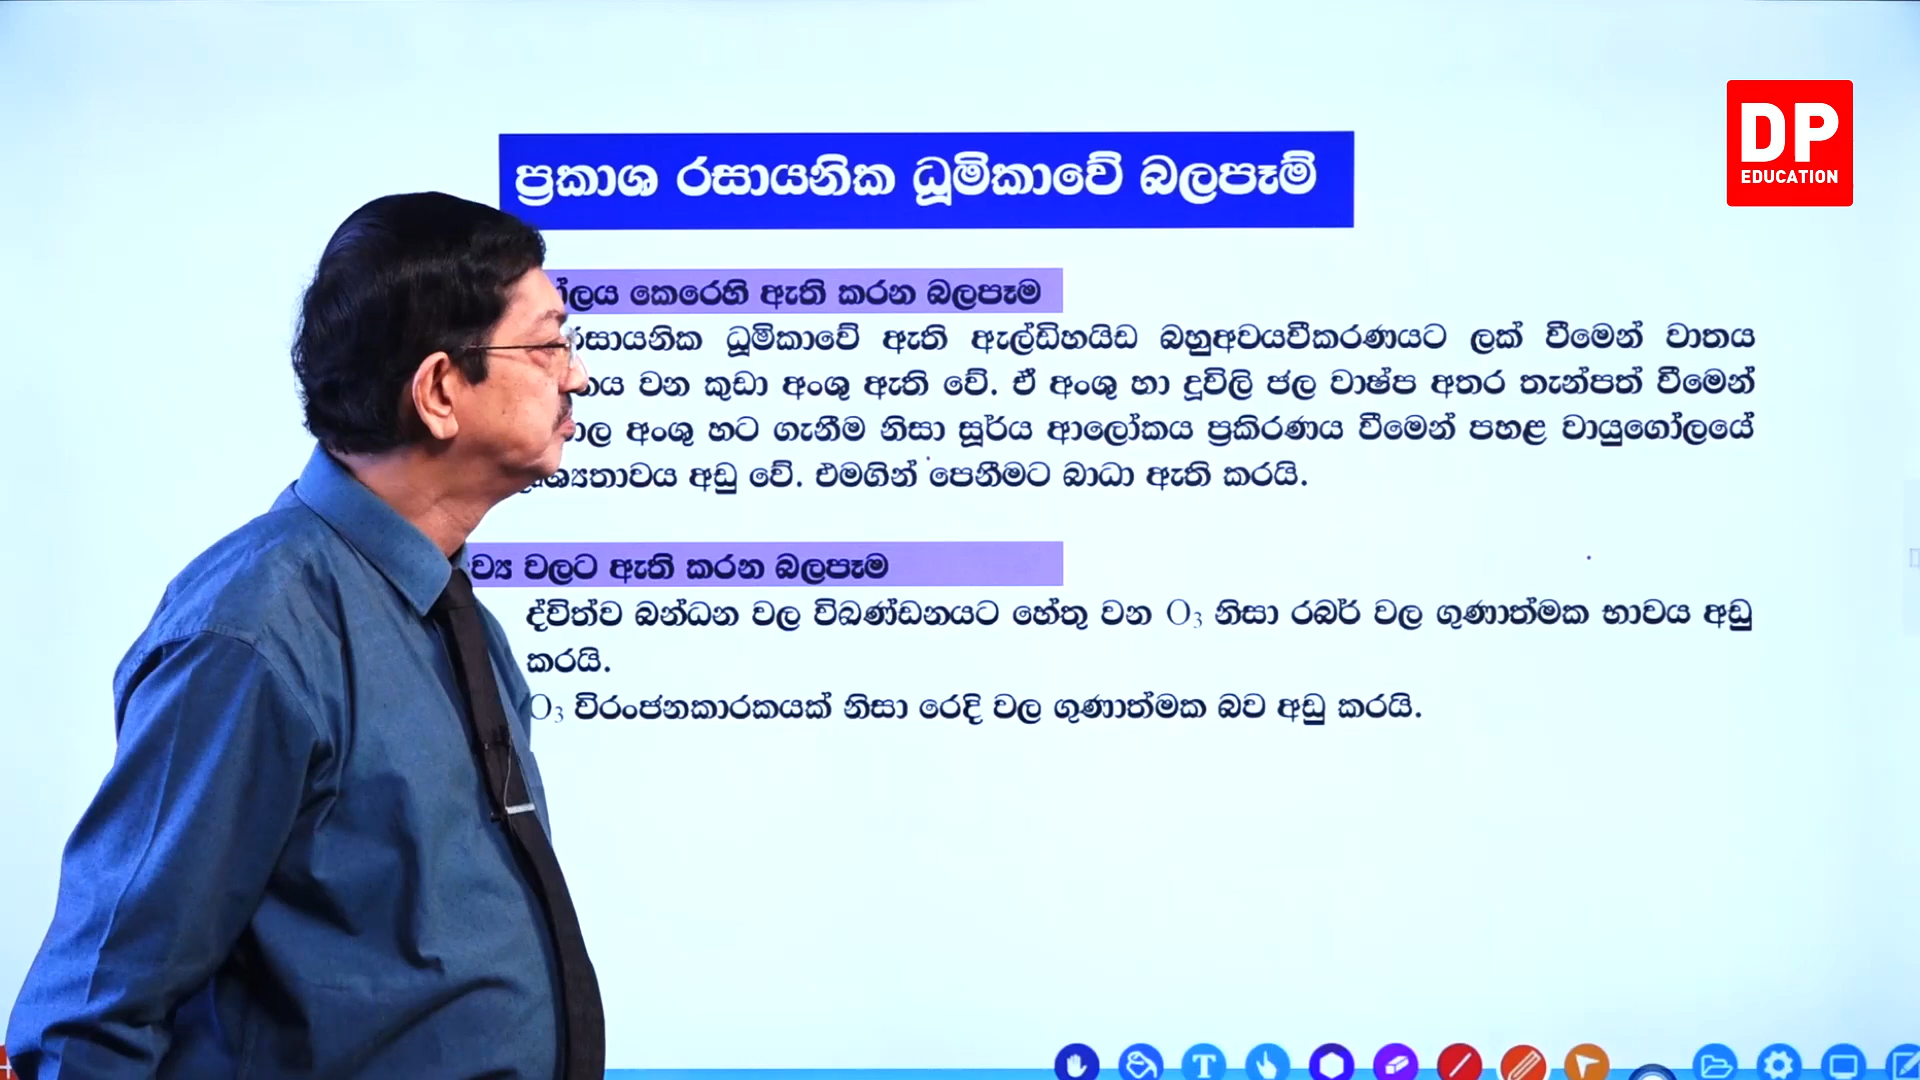 DP
EDUCATION
ප්‍රකාශ රසායනික ධූමිකාවේ බලපෑම්
කෙරෙහි ඇති කරන බලපෑම
ධූමිකාවේ ඇති ඇල්ඩිහයිඩ බහුඅවයවීකරණයට ලක් වීමෙන් වාතය
වන කුඩා අංශු ඇති වේ. ඒ අංශු හා දූවිලි ජල වාෂ්ප අතර තැන්පත් වීමෙන්
අංශු හට ගැනීම නිසා සූර්ය ආලෝකය ප්‍රකිරණය වීමෙන් පහළ වායුගෝලයේ
අඩු වේ. එමගින් පෙනීමට බාධා ඇති කරයි.
වලට ඇති කරන බලපෑම
ද්විත්ව බන්ධන වල විඛණ්ඩනයට හේතු වන O₃ නිසා රබර් වල ගුණාත්මක භාවය අඩු
කරයි.
O₃ විරංජනකාරකයක් නිසා රෙදි වල ගුණාත්මක බව අඩු කරයි.